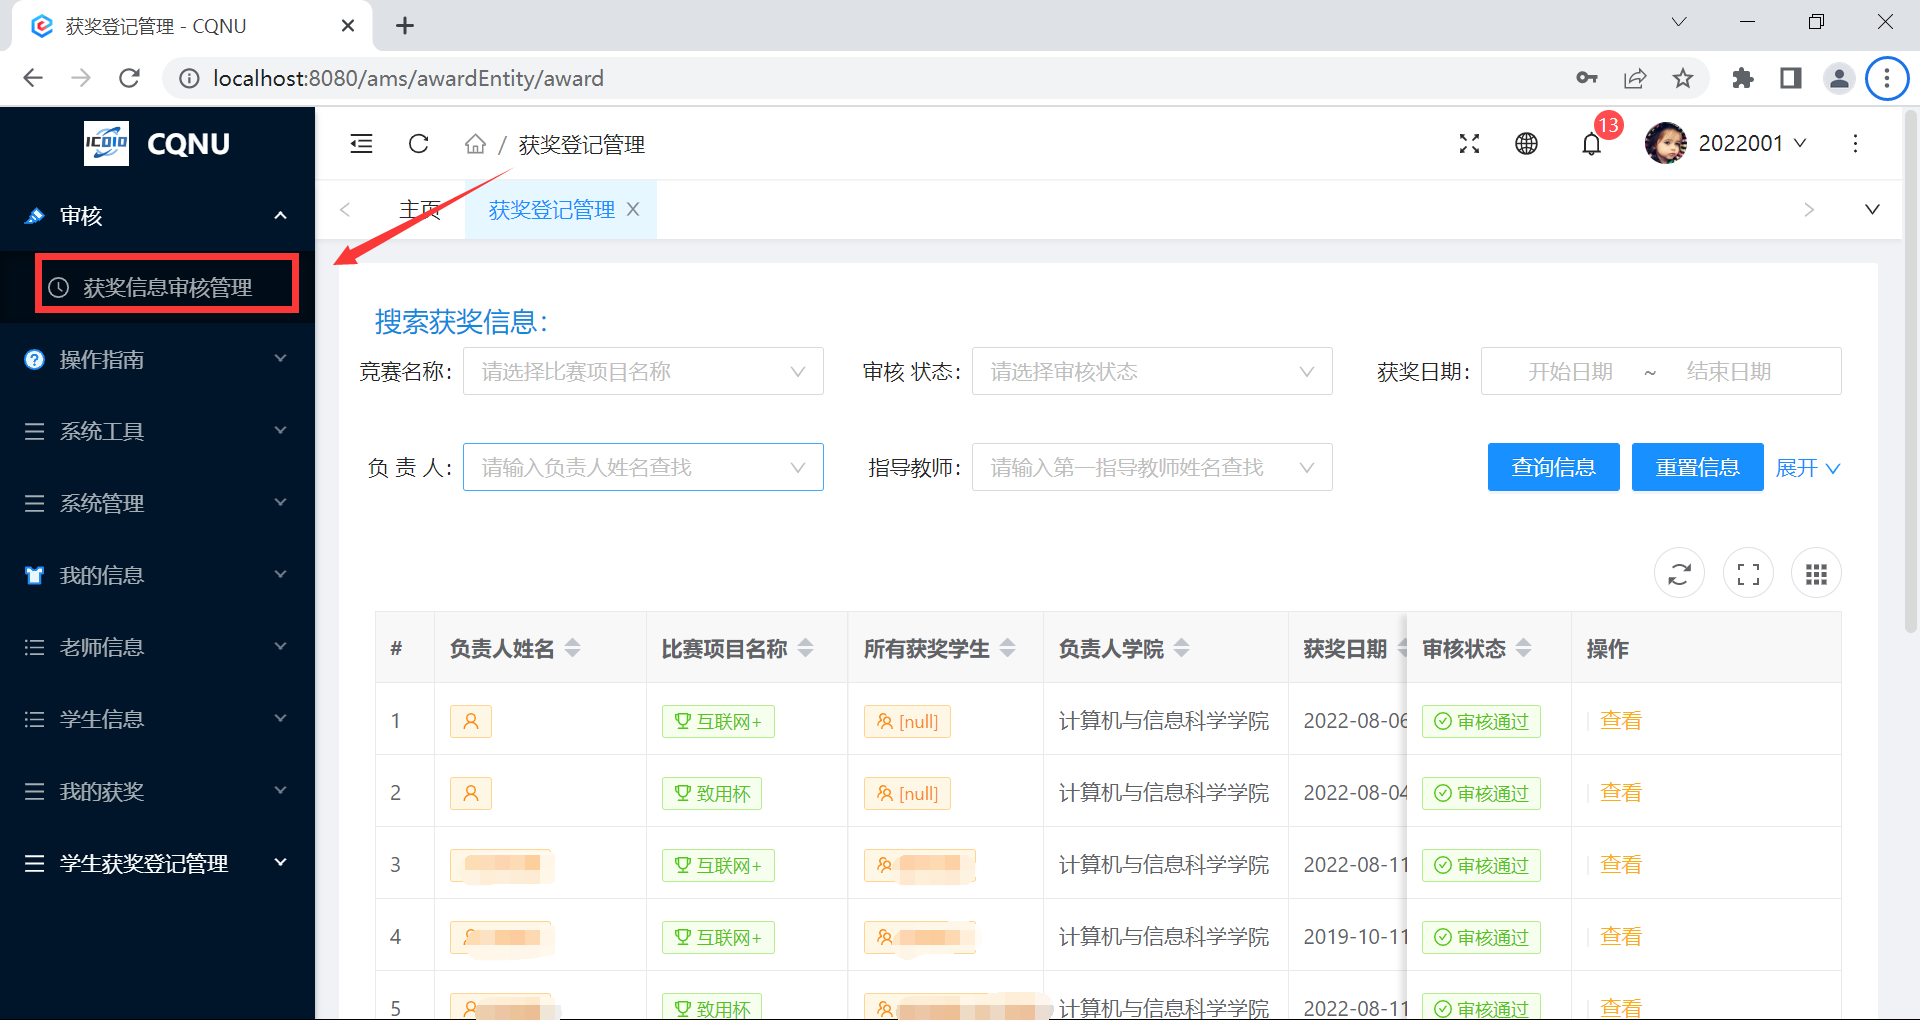 获奖登记管理 - CQNU
localhost:8080/ams/awardEntity/award
ICOIO
CQNU
/ 获奖登记管理
13
2022001
审核
主页
获奖登记管理
获奖信息审核管理
操作指南
系统工具
系统管理
我的信息
老师信息
学生信息
我的获奖
学生获奖登记管理
搜索获奖信息：
竞赛名称： 请选择比赛项目名称 审核 状态： 请选择审核状态 获奖日期： 开始日期 ~ 结束日期
负 责 人： 请输入负责人姓名查找 指导教师： 请输入第一指导教师姓名查找 查询信息 重置信息 展开
# 负责人姓名 比赛项目名称 所有获奖学生 负责人学院 获奖日期 审核状态 操作
1 互联网+ [null] 计算机与信息科学学院 2022-08-06 审核通过 查看
2 致用杯 [null] 计算机与信息科学学院 2022-08-04 审核通过 查看
3 互联网+ 计算机与信息科学学院 2022-08-11 审核通过 查看
4 互联网+ 计算机与信息科学学院 2019-10-11 审核通过 查看
5 致用杯 计算机与信息科学学院 2022-08-11 审核通过 查看